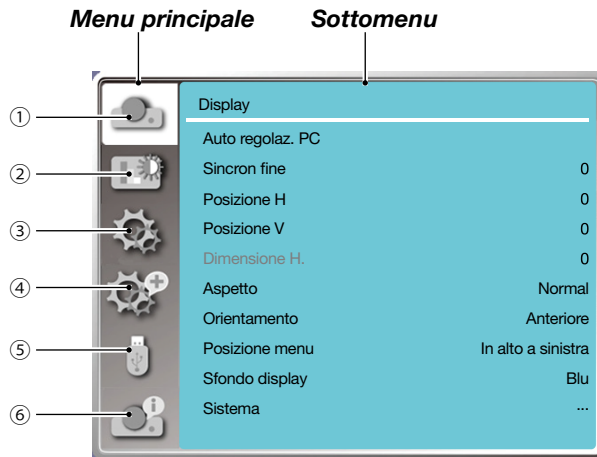 Menu principale Sottomenu
① Display
Auto regolaz. PC
② Sincron fine 0
Posizione H 0
③ Posizione V 0
Dimensione H. 0
④ Aspetto Normal
Orientamento Anteriore
⑤ Posizione menu In alto a sinistra
Sfondo display Blu
⑥ Sistema ...